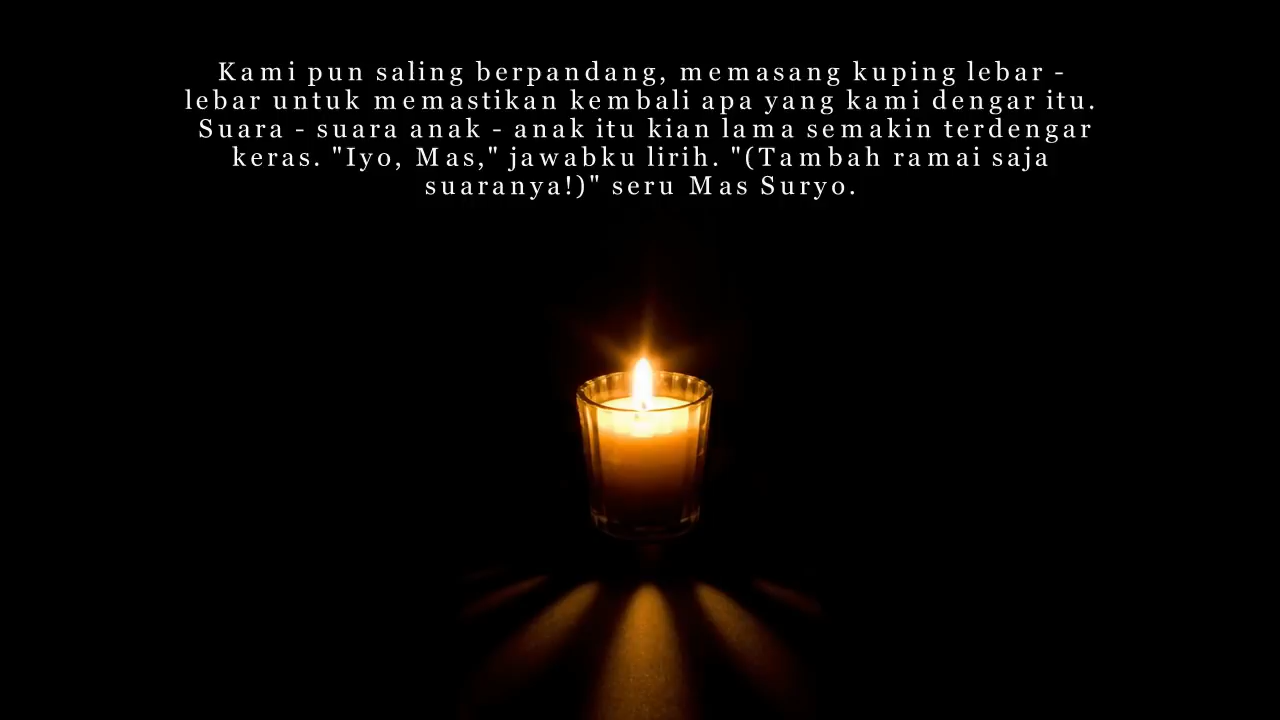 Kami pun saling berpandang, memasang kuping lebar -
lebar untuk memastikan kembali apa yang kami dengar itu.
Suara - suara anak - anak itu kian lama semakin terdengar
keras. "Iyo, Mas," jawabku lirih. "(Tambah ramai saja
suaranya!)" seru Mas Suryo.